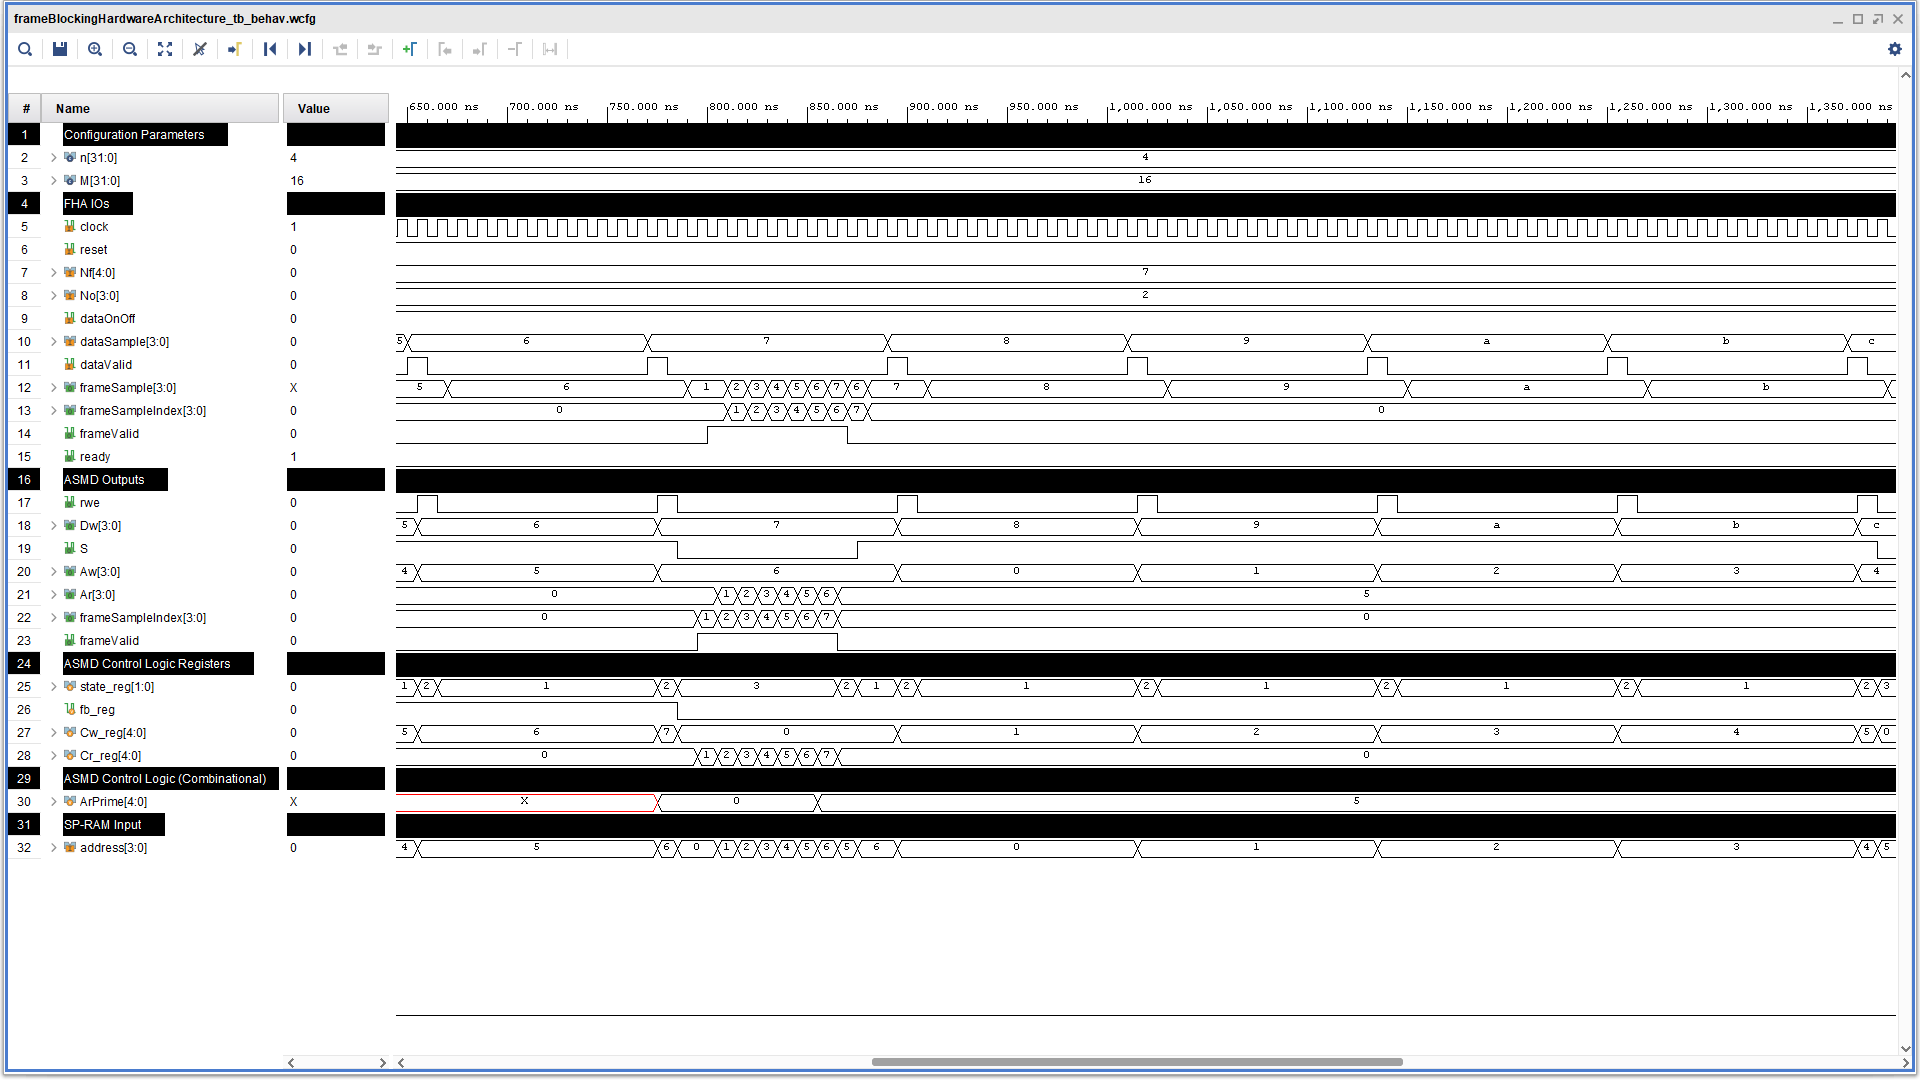 frameBlockingHardwareArchitecture_tb_behav.wcfg
# Name Value 650.000 ns 700.000 ns 750.000 ns 800.000 ns 850.000 ns 900.000 ns 950.000 ns 1,000.000 ns 1,050.000 ns 1,100.000 ns 1,150.000 ns 1,200.000 ns 1,250.000 ns 1,300.000 ns 1,350.000 ns
1 Configuration Parameters
2 n[31:0] 4 4
3 M[31:0] 16 16
4 FHA IOs
5 clock 1
6 reset 0
7 Nf[4:0] 0 7
8 No[3:0] 0 2
9 dataOnOff 0
10 dataSample[3:0] 0 5 6 7 8 9 a b c
11 dataValid 0
12 frameSample[3:0] X 5 6 1 2 3 4 5 6 7 6 7 8 9 a b
13 frameSampleIndex[3:0] 0 0 1 2 3 4 5 6 7 0
14 frameValid 0
15 ready 1
16 ASMD Outputs
17 rwe 0
18 Dw[3:0] 0 5 6 7 8 9 a b c
19 S 0
20 Aw[3:0] 0 4 5 6 0 1 2 3 4
21 Ar[3:0] 0 0 1 2 3 4 5 6 5
22 frameSampleIndex[3:0] 0 0 1 2 3 4 5 6 7 0
23 frameValid 0
24 ASMD Control Logic Registers
25 state_reg[1:0] 0 1 2 1 2 3 2 1 2 1 2 1 2 1 2 1 2 3
26 fb_reg 0
27 Cw_reg[4:0] 0 5 6 7 0 1 2 3 4 5 0
28 Cr_reg[4:0] 0 0 1 2 3 4 5 6 7 0
29 ASMD Control Logic (Combinational)
30 ArPrime[4:0] X X 0 5
31 SP-RAM Input
32 address[3:0] 0 4 5 6 0 1 2 3 4 5 6 5 6 0 1 2 3 4 5